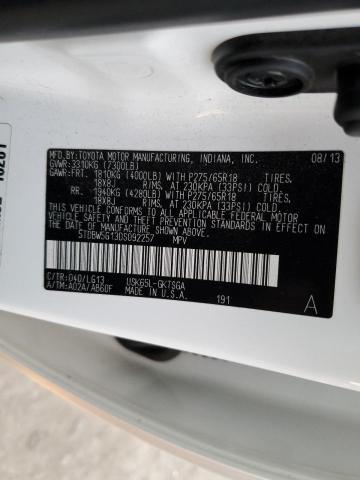 MFD. BY: TOYOTA MOTOR MANUFACTURING, INDIANA, INC. 08/13
GVWR: 3310KG (7300LB)
GAWR: FRT. 1810KG (4000LB) WITH P275/65R18 TIRES,
18X8J RIMS, AT 230KPA (33PSI) COLD
RR. 1940KG (4280LB) WITH P275/65R18 TIRES,
18X8J RIMS, AT 230KPA (33PSI) COLD.
THIS VEHICLE CONFORMS TO ALL APPLICABLE FEDERAL MOTOR
VEHICLE SAFETY AND THEFT PREVENTION STANDARDS IN EFFECT
ON THE DATE OF MANUFACTURE SHOWN ABOVE.
5TDBW5G13DS092257 MPV
C/TR: 040/LG13 USK65L-GKTSGA
A/TM: A02A/AB60F MADE IN U.S.A. 191 A